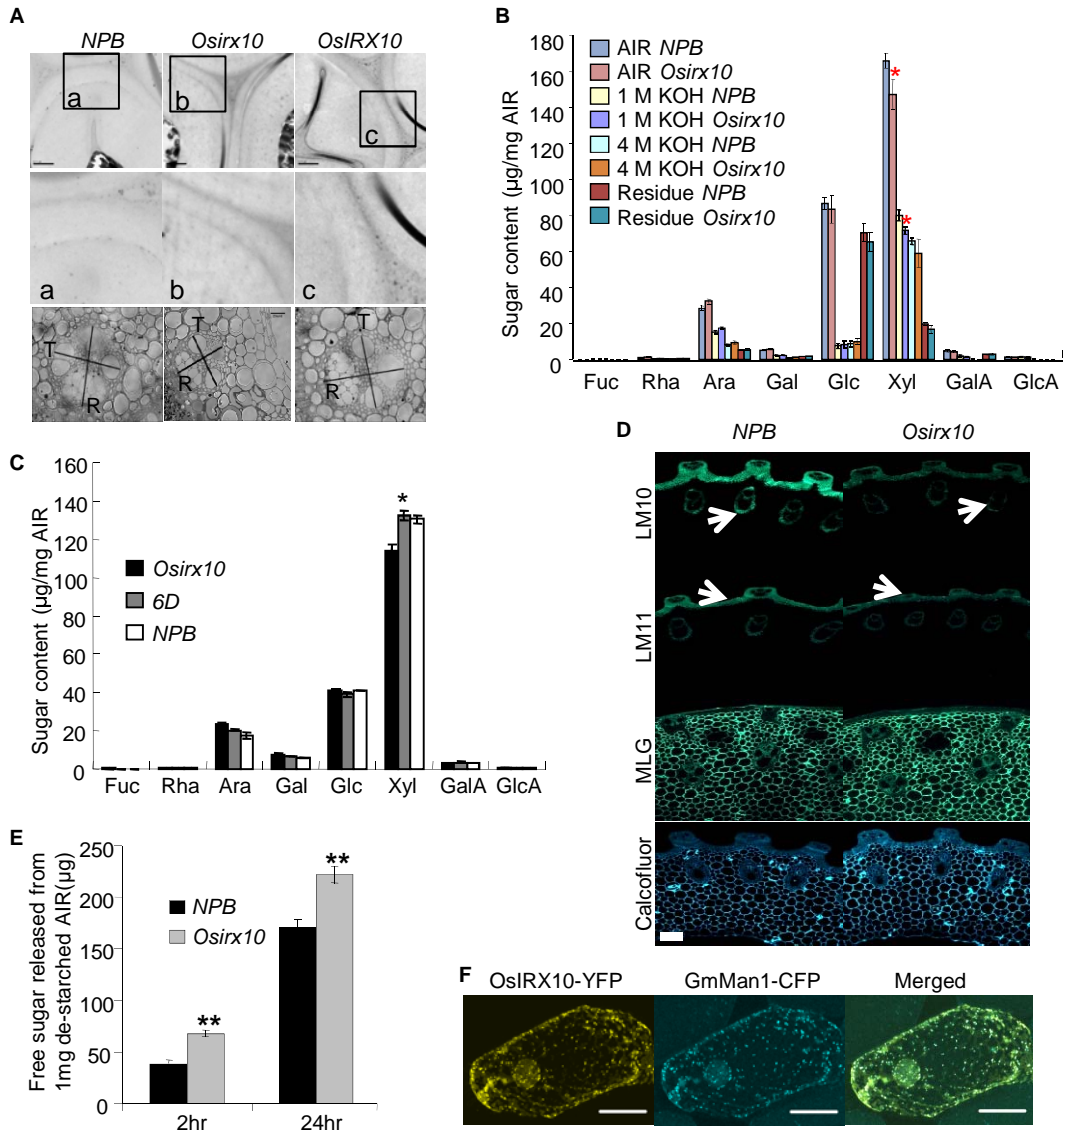 A
NPB Osirx10 OsIRX10
a b c
a b c
T R T R T R
B
Sugar content (µg/mg AIR)
180
160
140
120
100
80
60
40
20
0
AIR NPB
AIR Osirx10
1 M KOH NPB
1 M KOH Osirx10
4 M KOH NPB
4 M KOH Osirx10
Residue NPB
Residue Osirx10
*
*
Fuc Rha Ara Gal Glc Xyl GalA GlcA
C
Sugar content (µg/mg AIR)
160
140
120
100
80
60
40
20
0
Osirx10
6D
NPB
*
Fuc Rha Ara Gal Glc Xyl GalA GlcA
D
NPB Osirx10
LM10
LM11
MLG
Calcofluor
E
Free sugar released from
1mg de-starched AIR(µg)
250
200
150
100
50
0
NPB
Osirx10
**
**
2hr 24hr
F
OsIRX10-YFP GmMan1-CFP Merged